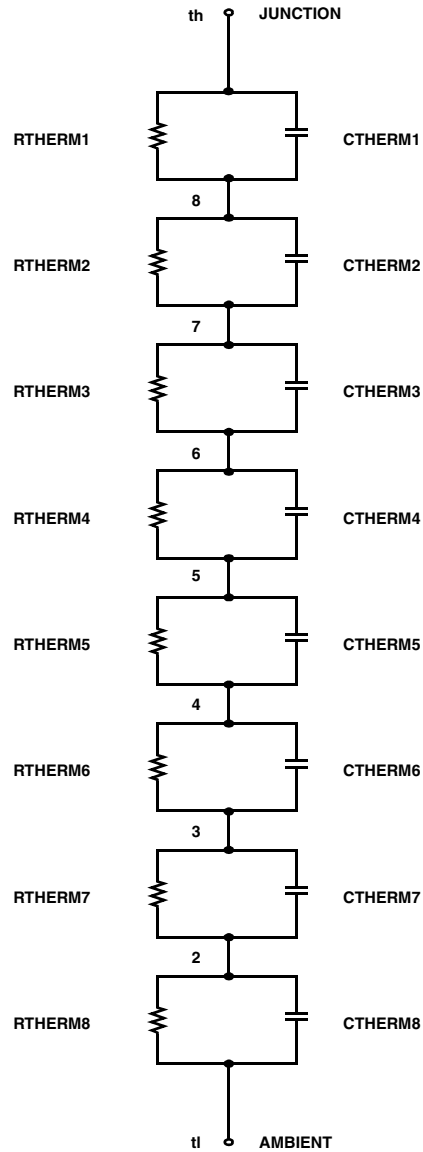 th JUNCTION
RTHERM1 CTHERM1
8
RTHERM2 CTHERM2
7
RTHERM3 CTHERM3
6
RTHERM4 CTHERM4
5
RTHERM5 CTHERM5
4
RTHERM6 CTHERM6
3
RTHERM7 CTHERM7
2
RTHERM8 CTHERM8
tl AMBIENT